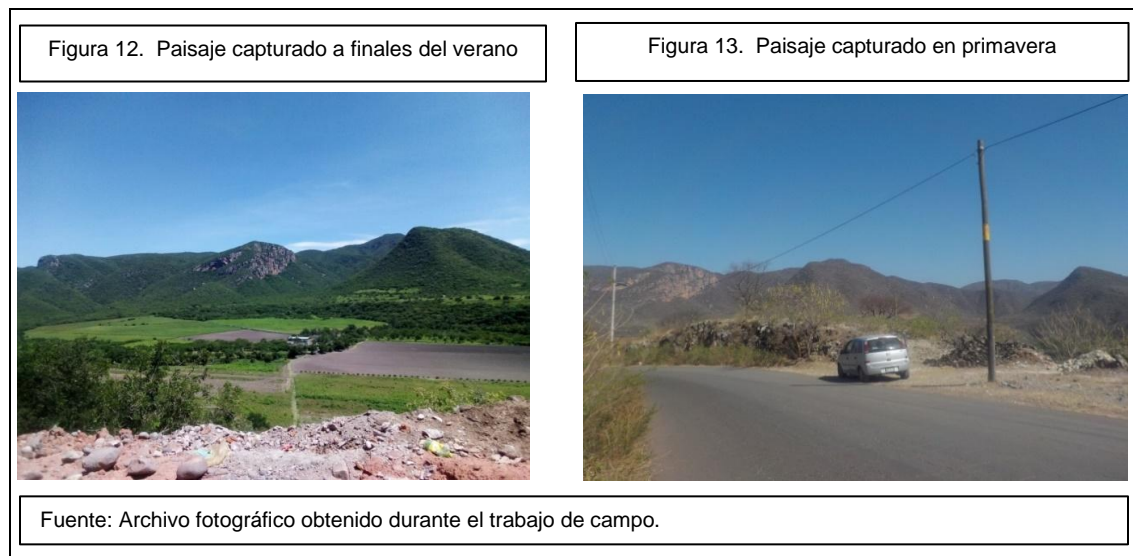 Figura 12.  Paisaje capturado a finales del verano
Figura 13.  Paisaje capturado en primavera
Fuente: Archivo fotográfico obtenido durante el trabajo de campo.